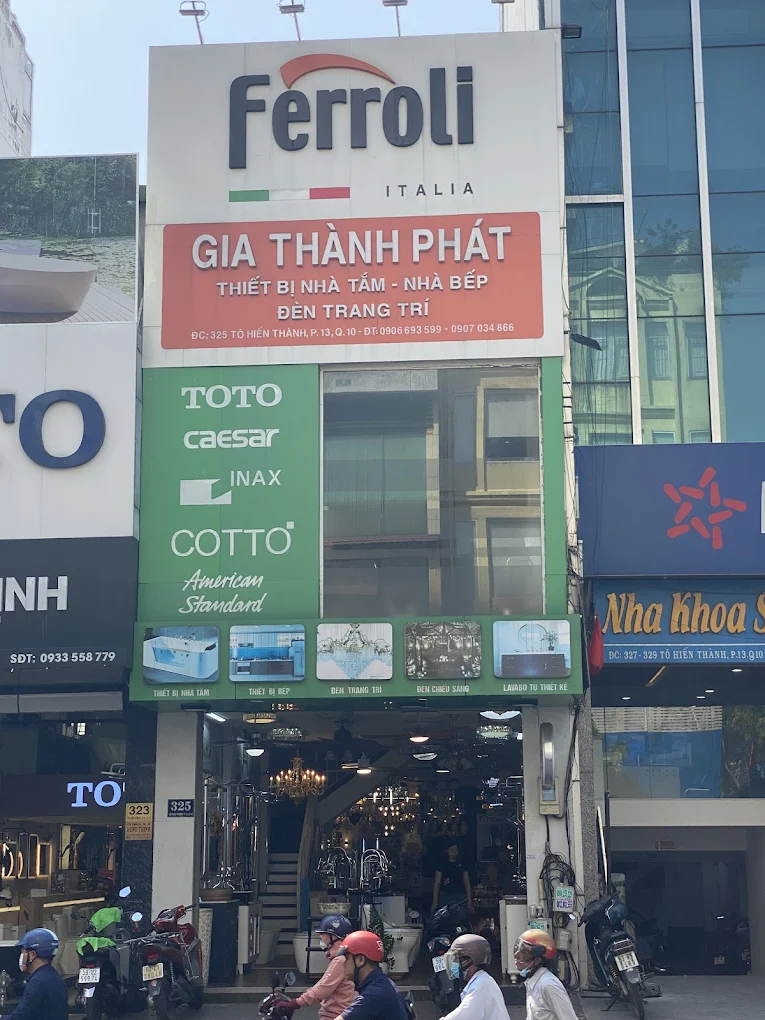 Ferroli
ITALIA
GIA THÀNH PHÁT
THIẾT BỊ NHÀ TẮM - NHÀ BẾP
ĐÈN TRANG TRÍ
ĐC: 325 TÔ HIẾN THÀNH, P. 13, Q. 10 - ĐT: 0906 693 599 - 0907 034 866
TOTO
caesar
INAX
COTTO
American
Standard
THIẾT BỊ NHÀ TẮM
THIẾT BỊ BẾP
ĐÈN TRANG TRÍ
ĐÈN CHIẾU SÁNG
LAVABO TỦ THIẾT KẾ
TO
INH
SĐT: 0933 558 779
TO
323
325
Nha Khoa S
ĐC: 327-329 TÔ HIẾN THÀNH, P.13, Q10